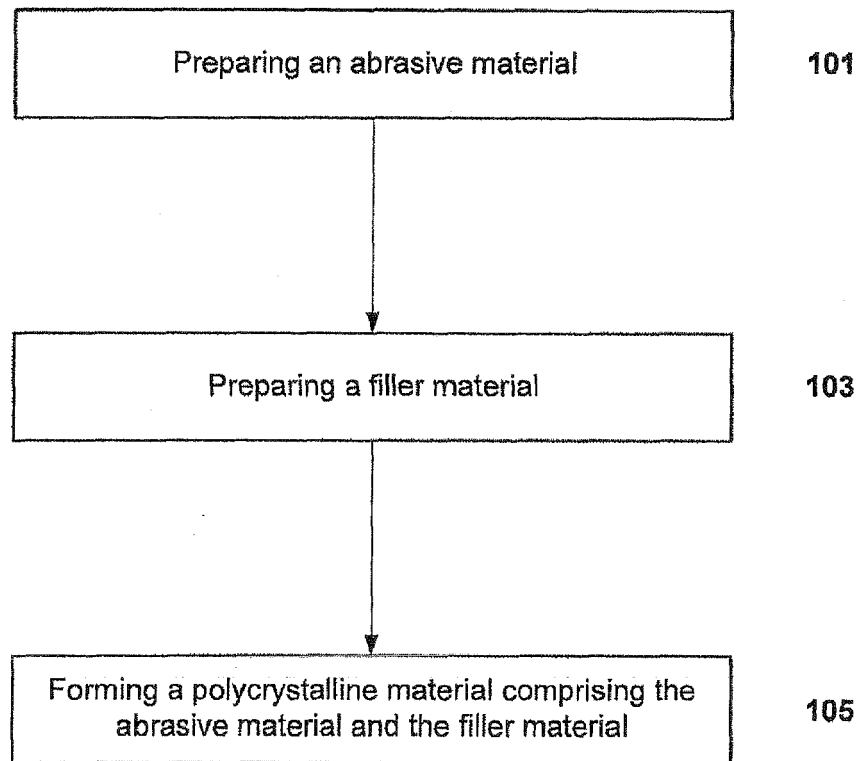 Preparing an abrasive material 101
Preparing a filler material 103
Forming a polycrystalline material comprising the
abrasive material and the filler material 105